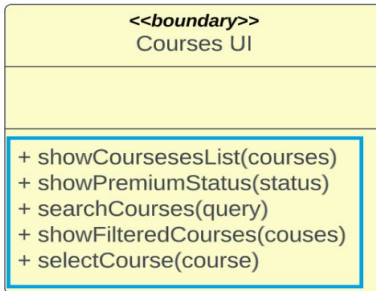 <<boundary>>
Courses UI
+ showCoursesesList(courses)
+ showPremiumStatus(status)
+ searchCourses(query)
+ showFilteredCourses(couses)
+ selectCourse(course)